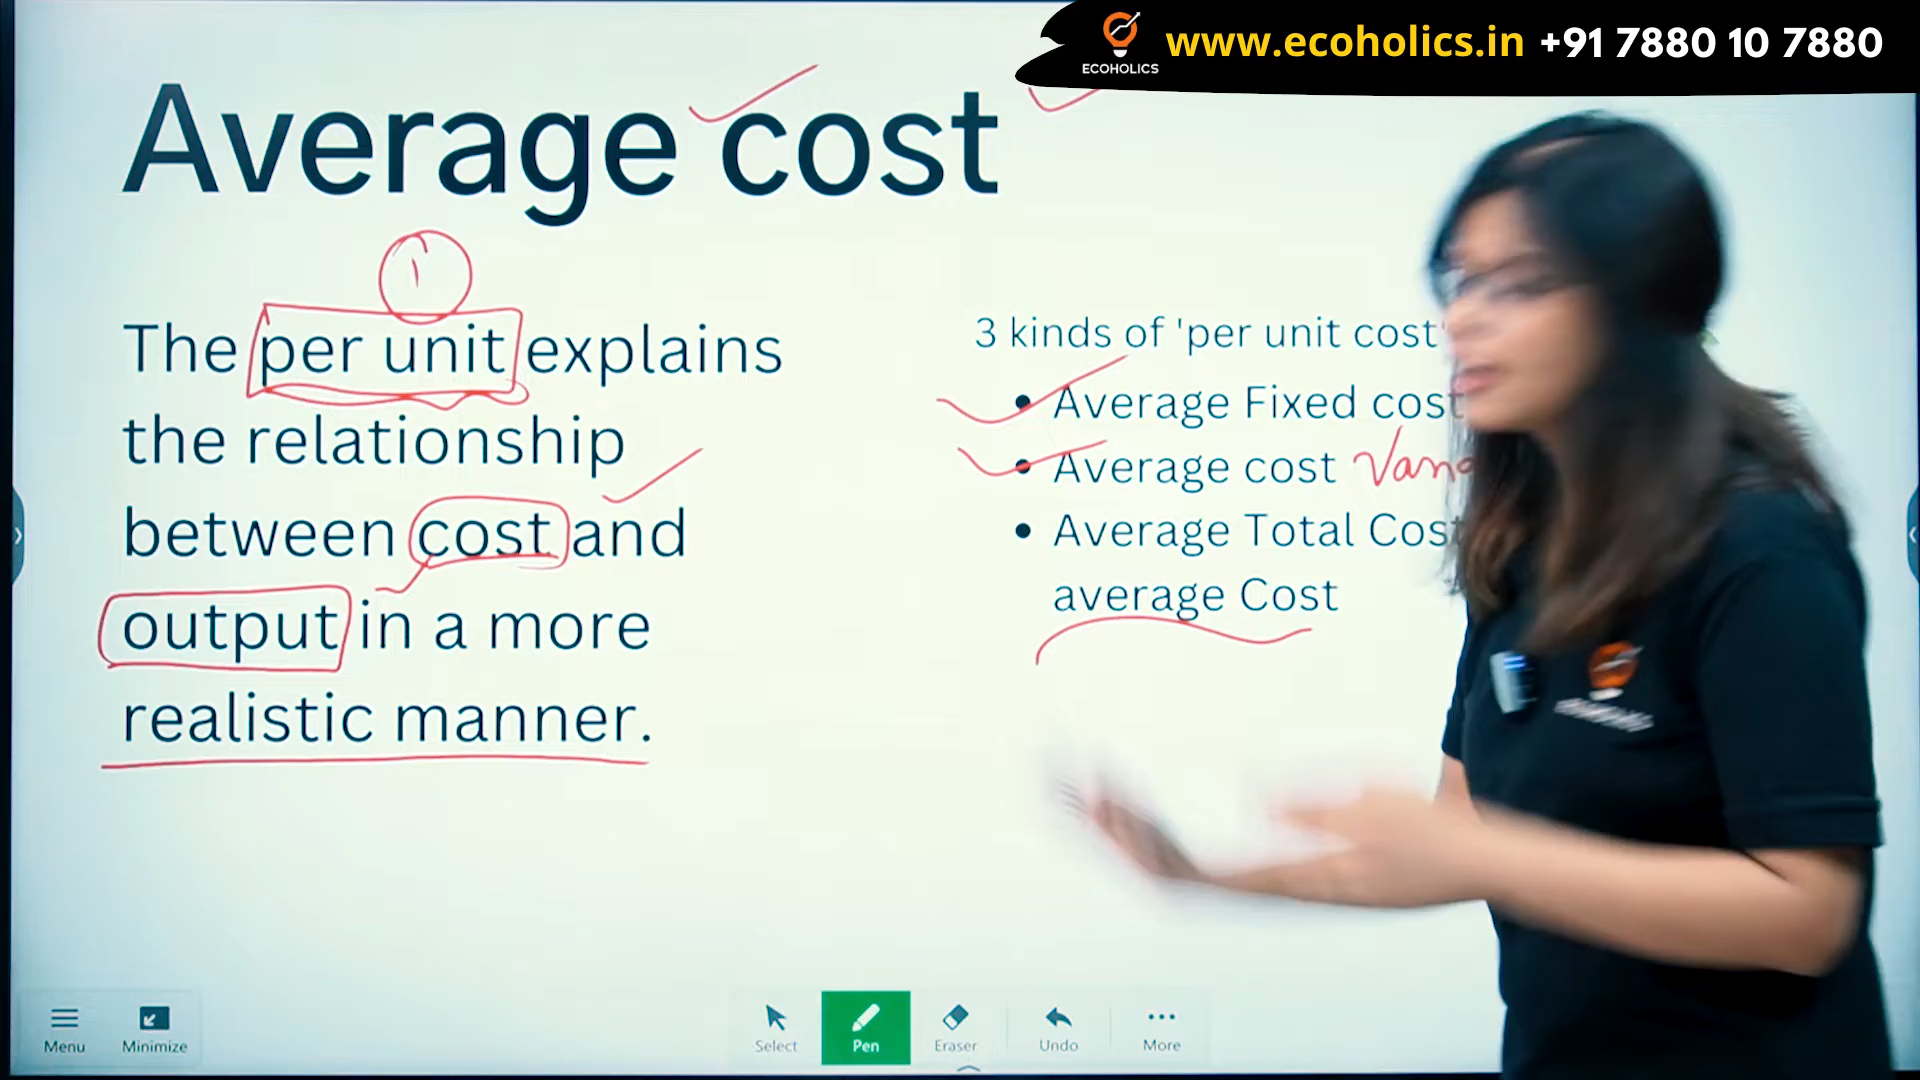 www.ecoholics.in +91 7880 10 7880
ECOHOLICS
Average cost
1
The per unit explains
the relationship
between cost and
output in a more
realistic manner.
3 kinds of 'per unit cost'
Average Fixed cost
Average cost
Average Total Cost
average Cost
Menu
Minimize
Select
Pen
Eraser
Undo
More